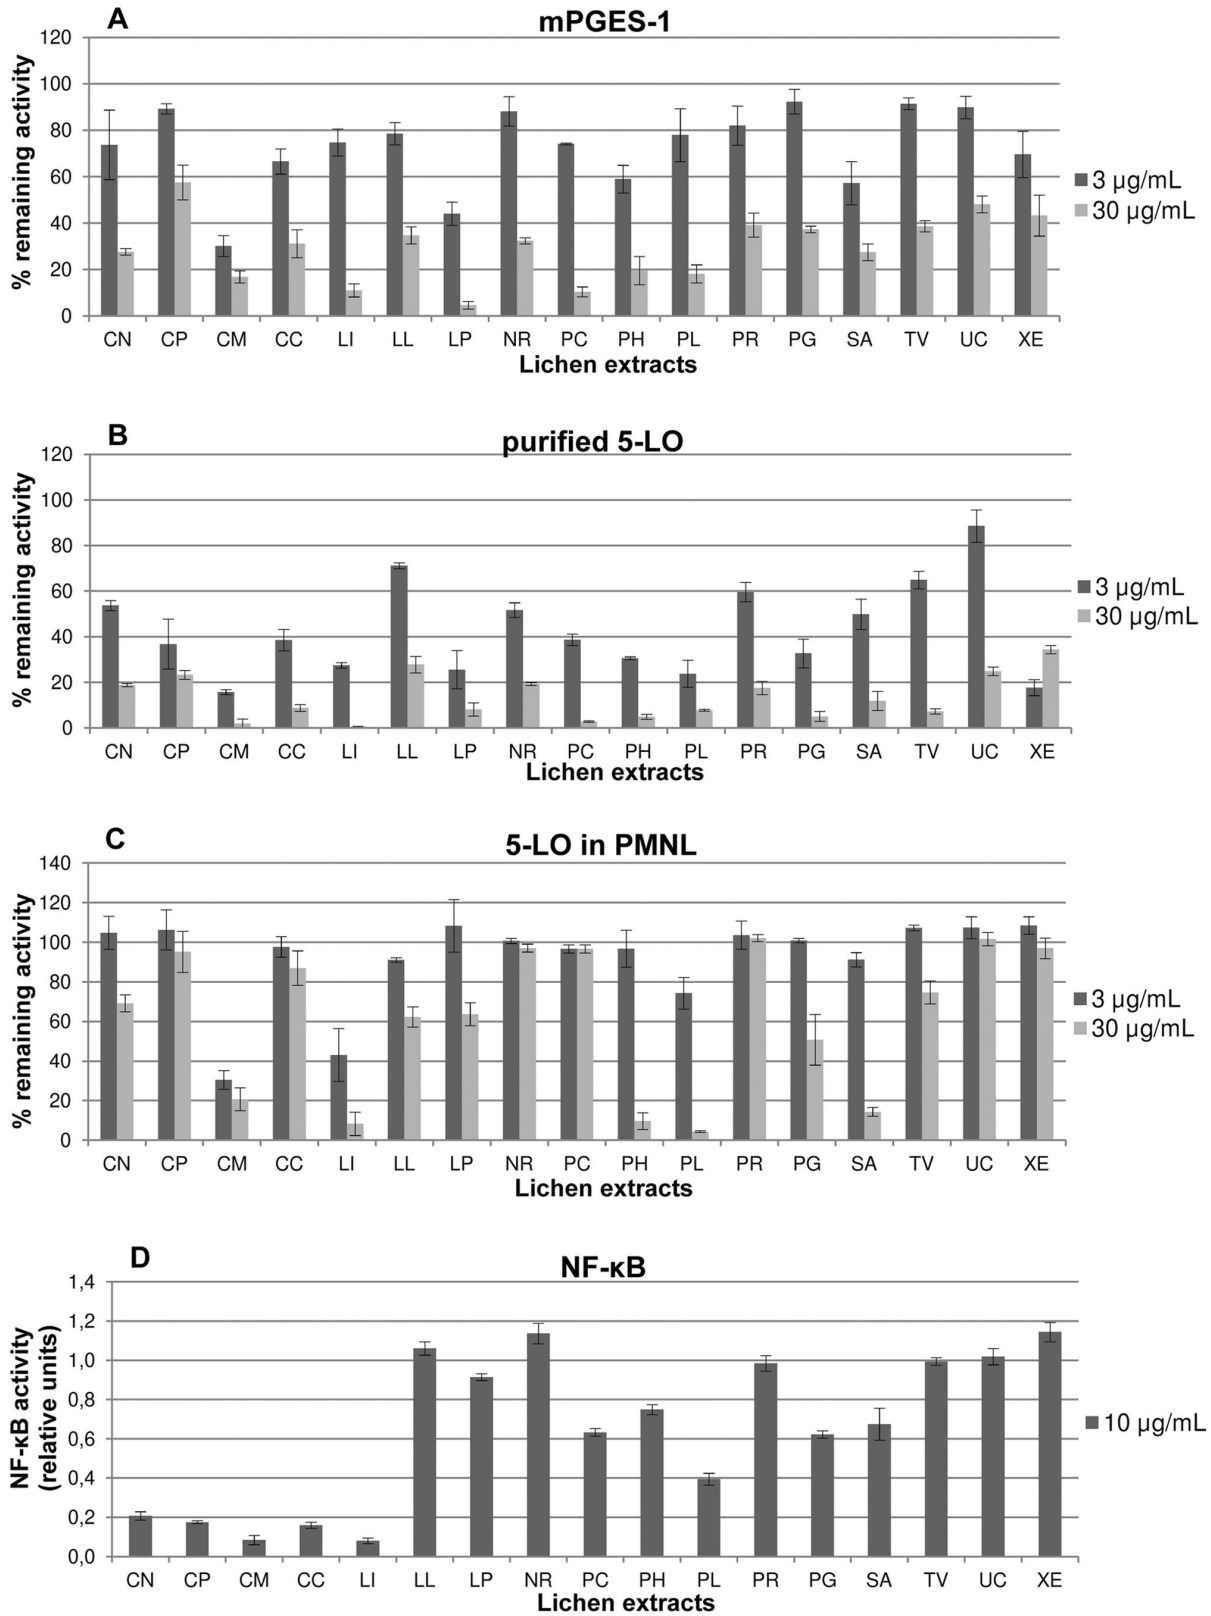 A
mPGES-1
120
100
80
60
40
20
0
% remaining activity
CN CP CM CC LI LL LP NR PC PH PL PR PG SA TV UC XE
Lichen extracts
3 µg/mL
30 µg/mL
B
purified 5-LO
120
100
80
60
40
20
0
% remaining activity
CN CP CM CC LI LL LP NR PC PH PL PR PG SA TV UC XE
Lichen extracts
3 µg/mL
30 µg/mL
C
5-LO in PMNL
140
120
100
80
60
40
20
0
% remaining activity
CN CP CM CC LI LL LP NR PC PH PL PR PG SA TV UC XE
Lichen extracts
3 µg/mL
30 µg/mL
D
NF-κB
1,4
1,2
1,0
0,8
0,6
0,4
0,2
0,0
NF-κB activity
(relative units)
CN CP CM CC LI LL LP NR PC PH PL PR PG SA TV UC XE
Lichen extracts
10 µg/mL